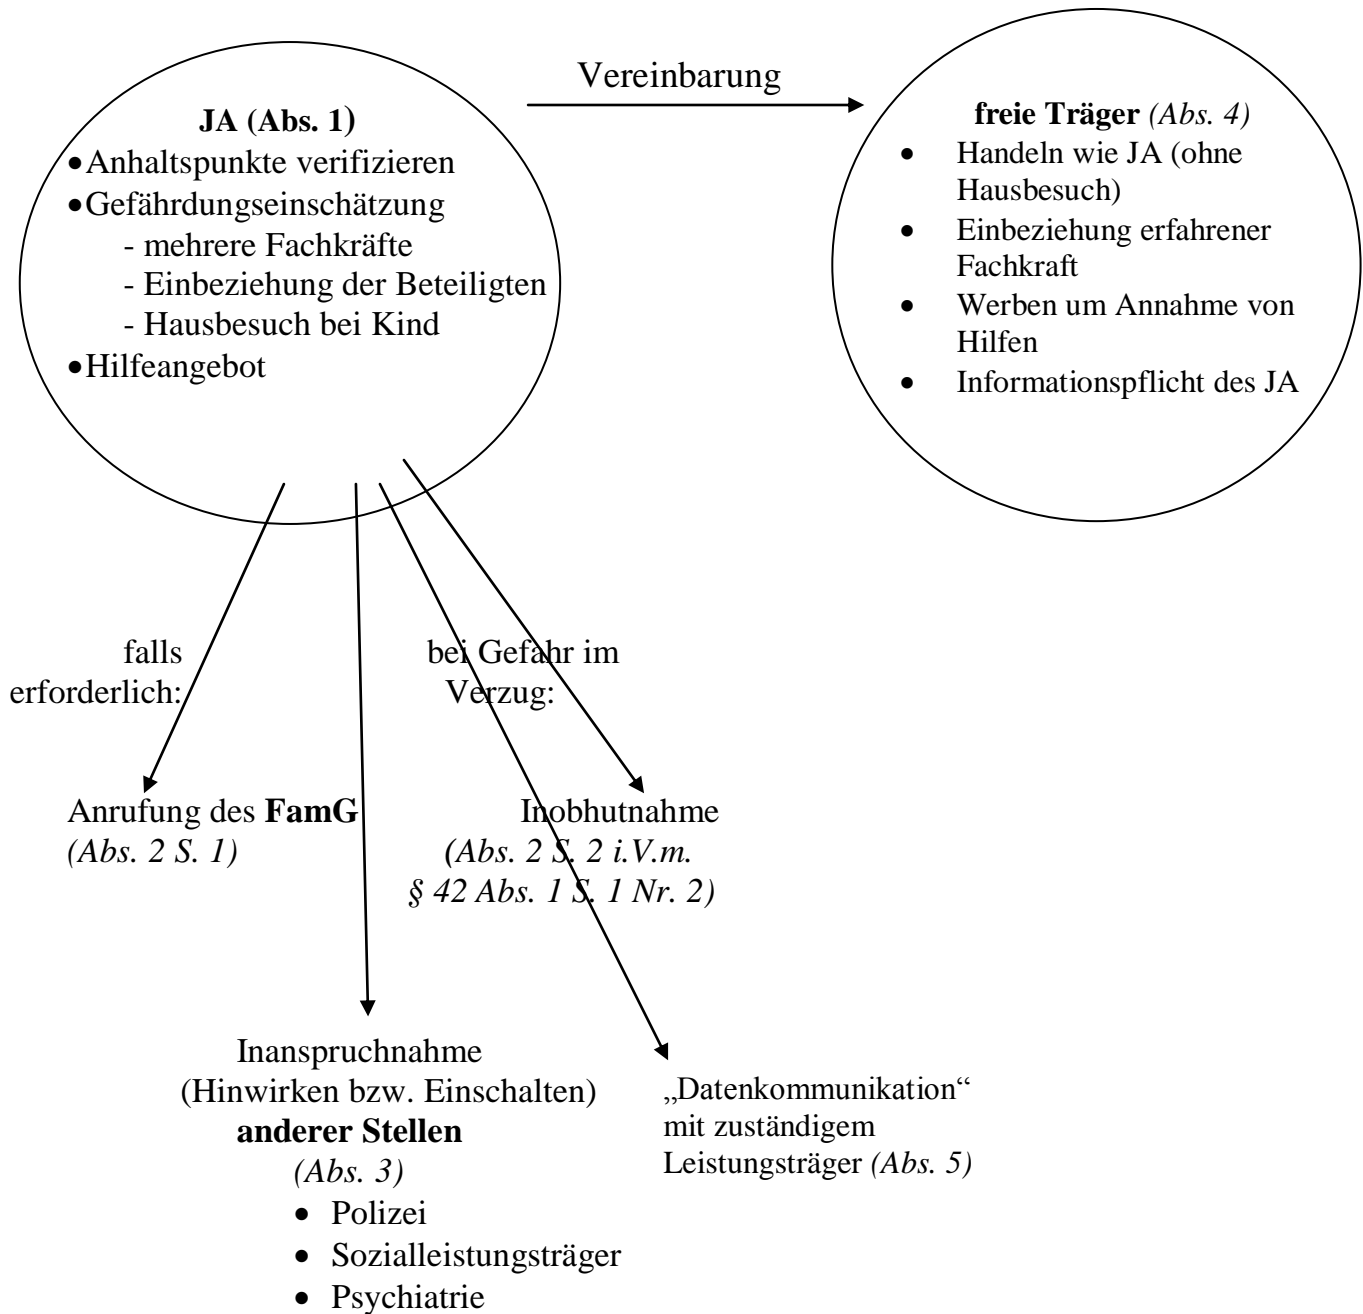 Vereinbarung
JA (Abs. 1)
•Anhaltspunkte verifizieren
•Gefährdungseinschätzung
- mehrere Fachkräfte
- Einbeziehung der Beteiligten
- Hausbesuch bei Kind
•Hilfeangebot
freie Träger (Abs. 4)
• Handeln wie JA (ohne
Hausbesuch)
• Einbeziehung erfahrener
Fachkraft
• Werben um Annahme von
Hilfen
• Informationspflicht des JA
falls
erforderlich:
bei Gefahr im
Verzug:
Anrufung des FamG
(Abs. 2 S. 1)
Inobhutnahme
(Abs. 2 S. 2 i.V.m.
§ 42 Abs. 1 S. 1 Nr. 2)
Inanspruchnahme
(Hinwirken bzw. Einschalten)
anderer Stellen
(Abs. 3)
• Polizei
• Sozialleistungsträger
• Psychiatrie
„Datenkommunikation“
mit zuständigem
Leistungsträger (Abs. 5)